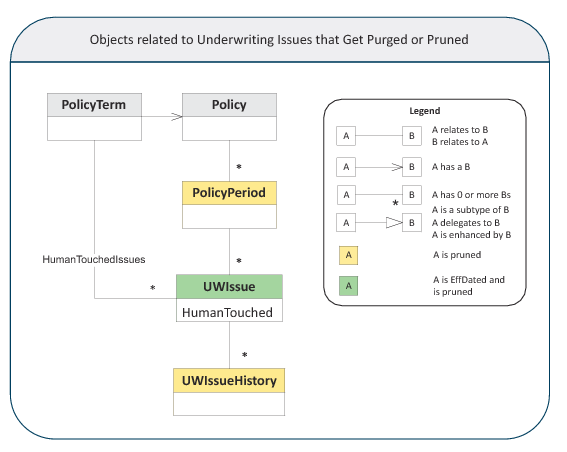 Objects related to Underwriting Issues that Get Purged or Pruned
PolicyTerm
Policy
*
PolicyPeriod
HumanTouchedIssues
*
*
UWIssue
HumanTouched
*
UWIssueHistory
Legend
A
B
A relates to B
B relates to A
A
B
A has a B
A
B
*
A has 0 or more Bs
A
B
A is a subtype of B
A delegates to B
A is enhanced by B
A
A is pruned
A
A is EffDated and
is pruned